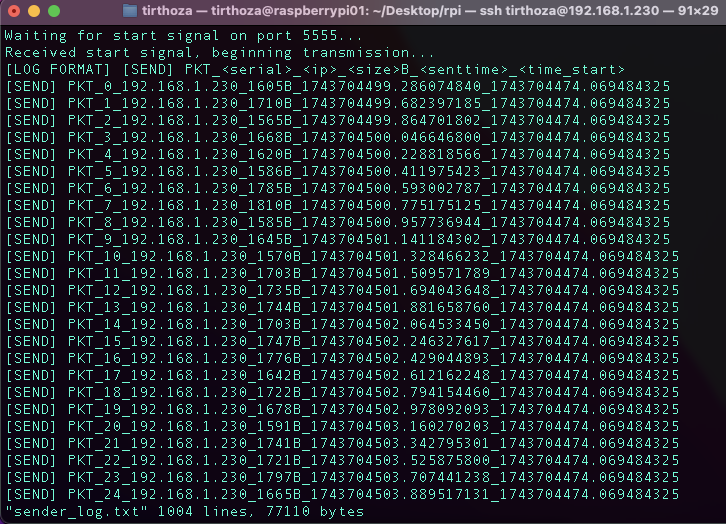 tirthoza — tirthoza@raspberrypi01: ~/Desktop/rpi — ssh tirthoza@192.168.1.230 — 91×29
Waiting for start signal on port 5555...
Received start signal, beginning transmission...
[LOG FORMAT] [SEND] PKT_<serial>_<ip>_<size>B_<senttime>_<time_start>
[SEND] PKT_0_192.168.1.230_1605B_1743704499.286074840_1743704474.069484325
[SEND] PKT_1_192.168.1.230_1710B_1743704499.682397185_1743704474.069484325
[SEND] PKT_2_192.168.1.230_1565B_1743704499.864701802_1743704474.069484325
[SEND] PKT_3_192.168.1.230_1668B_1743704500.046646800_1743704474.069484325
[SEND] PKT_4_192.168.1.230_1620B_1743704500.228818566_1743704474.069484325
[SEND] PKT_5_192.168.1.230_1586B_1743704500.411975423_1743704474.069484325
[SEND] PKT_6_192.168.1.230_1785B_1743704500.593002787_1743704474.069484325
[SEND] PKT_7_192.168.1.230_1810B_1743704500.775175125_1743704474.069484325
[SEND] PKT_8_192.168.1.230_1585B_1743704500.957736944_1743704474.069484325
[SEND] PKT_9_192.168.1.230_1645B_1743704501.141184302_1743704474.069484325
[SEND] PKT_10_192.168.1.230_1570B_1743704501.328466232_1743704474.069484325
[SEND] PKT_11_192.168.1.230_1703B_1743704501.509571789_1743704474.069484325
[SEND] PKT_12_192.168.1.230_1735B_1743704501.694043648_1743704474.069484325
[SEND] PKT_13_192.168.1.230_1744B_1743704501.881658760_1743704474.069484325
[SEND] PKT_14_192.168.1.230_1703B_1743704502.064533450_1743704474.069484325
[SEND] PKT_15_192.168.1.230_1747B_1743704502.246327617_1743704474.069484325
[SEND] PKT_16_192.168.1.230_1776B_1743704502.429044893_1743704474.069484325
[SEND] PKT_17_192.168.1.230_1642B_1743704502.612162248_1743704474.069484325
[SEND] PKT_18_192.168.1.230_1722B_1743704502.794154460_1743704474.069484325
[SEND] PKT_19_192.168.1.230_1678B_1743704502.978092093_1743704474.069484325
[SEND] PKT_20_192.168.1.230_1591B_1743704503.160270203_1743704474.069484325
[SEND] PKT_21_192.168.1.230_1741B_1743704503.342795301_1743704474.069484325
[SEND] PKT_22_192.168.1.230_1721B_1743704503.525875800_1743704474.069484325
[SEND] PKT_23_192.168.1.230_1797B_1743704503.707441238_1743704474.069484325
[SEND] PKT_24_192.168.1.230_1665B_1743704503.889517131_1743704474.069484325
"sender_log.txt" 1004 lines, 77110 bytes